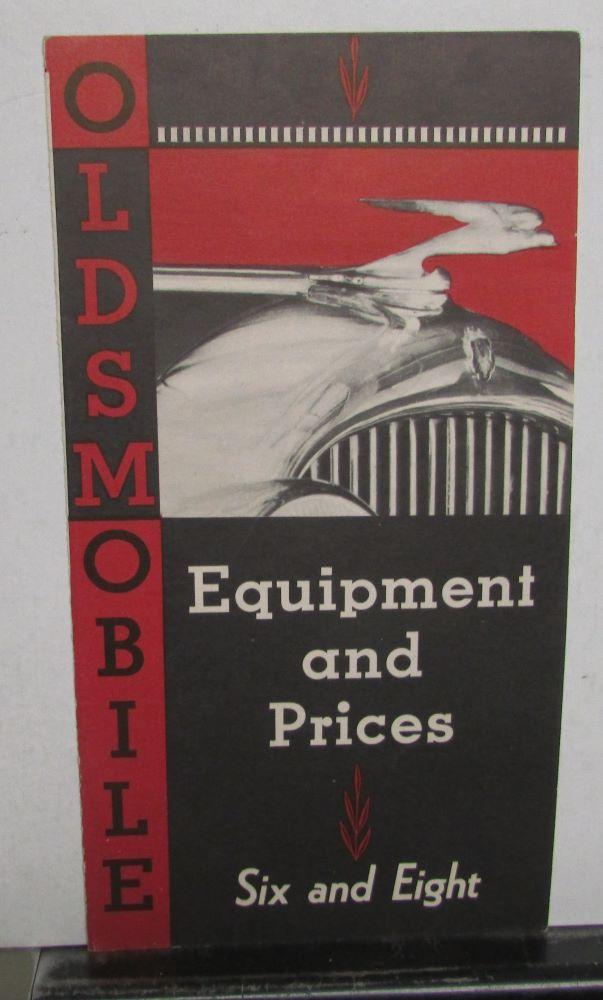 OLDSMOBILE
Equipment
and
Prices
Six and Eight